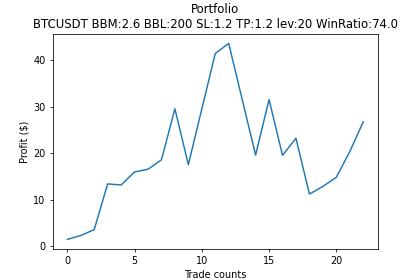 Portfolio
BTCUSDT BBM:2.6 BBL:200 SL:1.2 TP:1.2 lev:20 WinRatio:74.0
40
30
20
10
0
Profit ($)
0 5 10 15 20
Trade counts